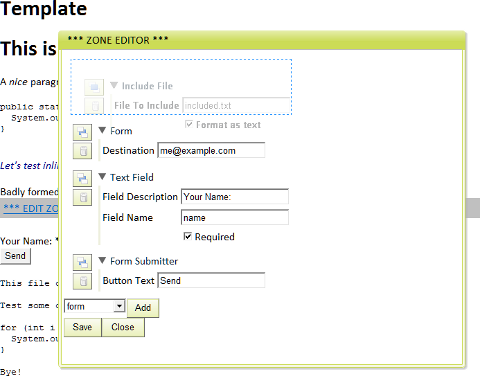 Template
This is
*** ZONE EDITOR ***
A nice parag
Include File
File To Include included.txt
Format as text
public stat
System.ou
}
Form
Destination me@example.com
Let's test inlin
Text Field
Badly formed
Field Description Your Name:
*** EDIT ZO
Field Name name
Required
Your Name:
Send
Form Submitter
Button Text Send
This file
form Add
Test some
Save Close
for (int i
System.ou
}
Bye!